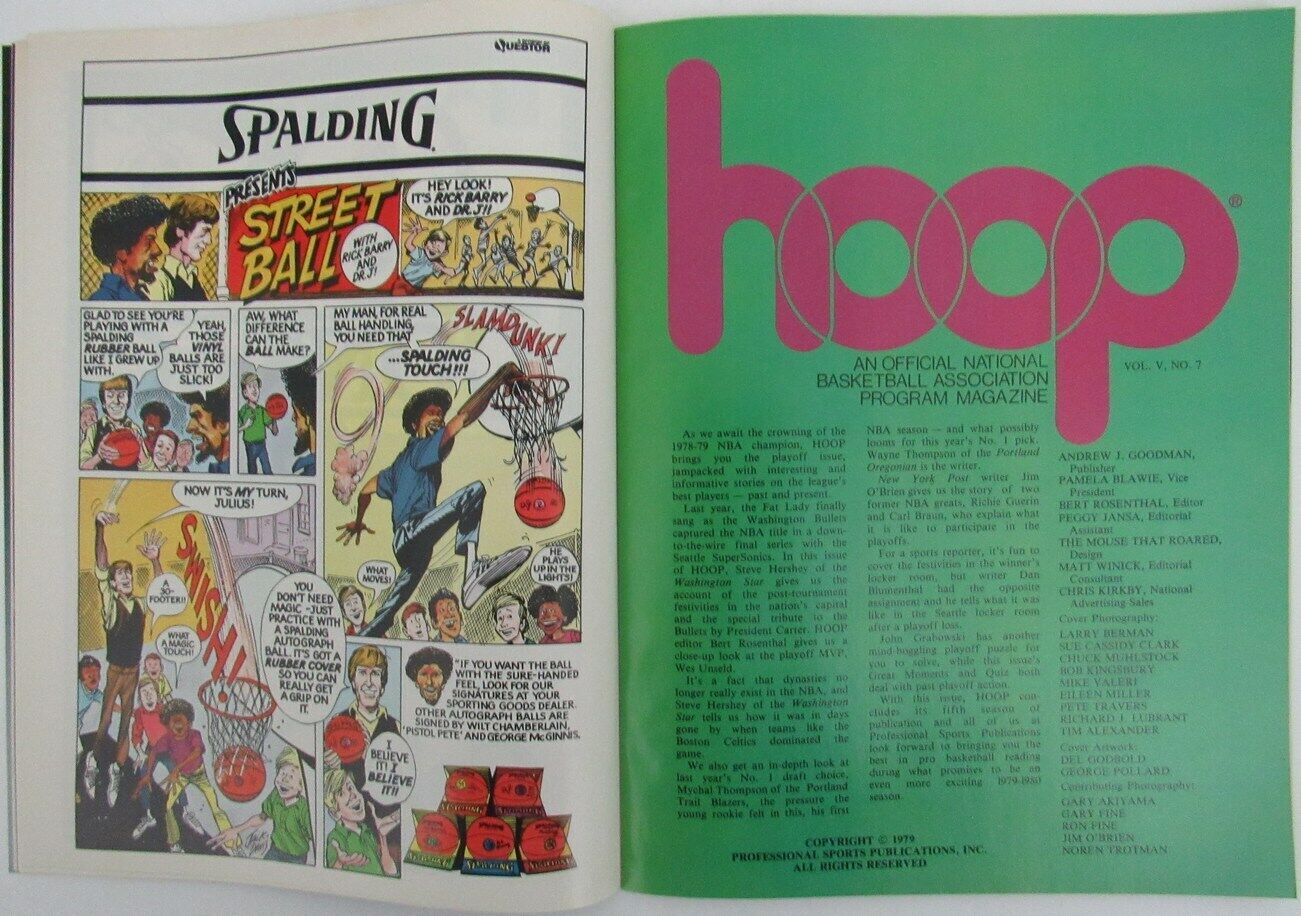 A DIVISION OF
QUESTOR
SPALDING
PRESENTS
STREET
BALL
WITH
RICK BARRY
AND
DR. J!
HEY LOOK!
IT'S RICK BARRY
AND DR. J!!
GLAD TO SEE YOU'RE
PLAYING WITH A
SPALDING
RUBBER BALL
LIKE I GREW UP
WITH.
YEAH,
THOSE
VINYL
BALLS ARE
JUST TOO
SLICK!
AW, WHAT
DIFFERENCE
CAN THE
BALL MAKE?
MY MAN, FOR REAL
BALL HANDLING,
YOU NEED THAT
...SPALDING
TOUCH!!!
SLAMDUNK!
WHAT
MOVES!
HE
PLAYS
UP IN THE
LIGHTS!
NOW IT'S MY TURN,
JULIUS!
A
30-
FOOTER!!
WHAT
A MAGIC
TOUCH!
SWISH!
YOU
DON'T NEED
MAGIC - JUST
PRACTICE WITH
A SPALDING
AUTOGRAPH
BALL. IT'S GOT A
RUBBER COVER
SO YOU CAN
REALLY GET
A GRIP ON
IT.
I
BELIEVE
IT! I
BELIEVE
IT!!
"IF YOU WANT THE BALL
WITH THE SURE-HANDED
FEEL, LOOK FOR OUR
SIGNATURES AT YOUR
SPORTING GOODS DEALER.
OTHER AUTOGRAPH BALLS ARE
SIGNED BY WILT CHAMBERLAIN,
'PISTOL PETE' AND GEORGE McGINNIS.
SPALDING
hoop®
AN OFFICIAL NATIONAL
BASKETBALL ASSOCIATION
PROGRAM MAGAZINE
VOL. V, NO. 7
As we await the crowning of the
1978-79 NBA champion, HOOP
brings you the playoff issue,
jampacked with interesting and
informative stories on the league's
best players — past and present.
Last year, the Fat Lady finally
sang as the Washington Bullets
captured the NBA title in a down-
to-the-wire final series with the
Seattle SuperSonics. In this issue
of HOOP, Steve Hershey of the
Washington Star gives us the
account of the post-tournament
festivities in the nation's capital
and the special tribute to the
Bullets by President Carter. HOOP
editor Bert Rosenthal gives us a
close-up look at the playoff MVP,
Wes Unseld.
It's a fact that dynasties no
longer really exist in the NBA, and
Steve Hershey of the Washington
Star tells us how it was in days
gone by when teams like the
Boston Celtics dominated the
game.
We also get an in-depth look at
last year's No. 1 draft choice,
Mychal Thompson of the Portland
Trail Blazers, the pressure the
young rookie felt in this, his first
NBA season — and what possibly
looms for this year's No. 1 pick.
Wayne Thompson of the Portland
Oregonian is the writer.
New York Post writer Jim
O'Brien gives us the story of two
former NBA greats, Richie Guerin
and Carl Braun, who explain what
it is like to participate in the
playoffs.
For a sports reporter, it's fun to
cover the festivities in the winner's
locker room, but writer Dan
Blumenthal had the opposite
assignment and he tells what it was
like in the Seattle locker room
after a playoff loss.
John Grabowski has another
mind-boggling playoff puzzle for
you to solve, while this issue's
Great Moments and Quiz both
deal with past playoff action.
With this issue, HOOP con-
cludes its fifth season of
publication and all of us at
Professional Sports Publications
look forward to bringing you the
best in pro basketball reading
during what promises to be an
even more exciting 1979-1980
season.
ANDREW J. GOODMAN,
Publisher
PAMELA BLAWIE, Vice
President
BERT ROSENTHAL, Editor
PEGGY JANSA, Editorial
Assistant
THE MOUSE THAT ROARED,
Design
MATT WINICK, Editorial
Consultant
CHRIS KIRKBY, National
Advertising Sales
Cover Photography:
LARRY BERMAN
SUE CASSIDY CLARK
CHUCK MUHLSTOCK
BOB KINGSBURY
MIKE VALERI
EILEEN MILLER
PETE TRAVERS
RICHARD J. LUBRANT
TIM ALEXANDER
Cover Artwork:
DEL GODBOLD
GEORGE POLLARD
Contributing Photography:
GARY AKIYAMA
GARY FINE
RON FINE
JIM O'BRIEN
NOREN TROTMAN
COPYRIGHT © 1979
PROFESSIONAL SPORTS PUBLICATIONS, INC.
ALL RIGHTS RESERVED